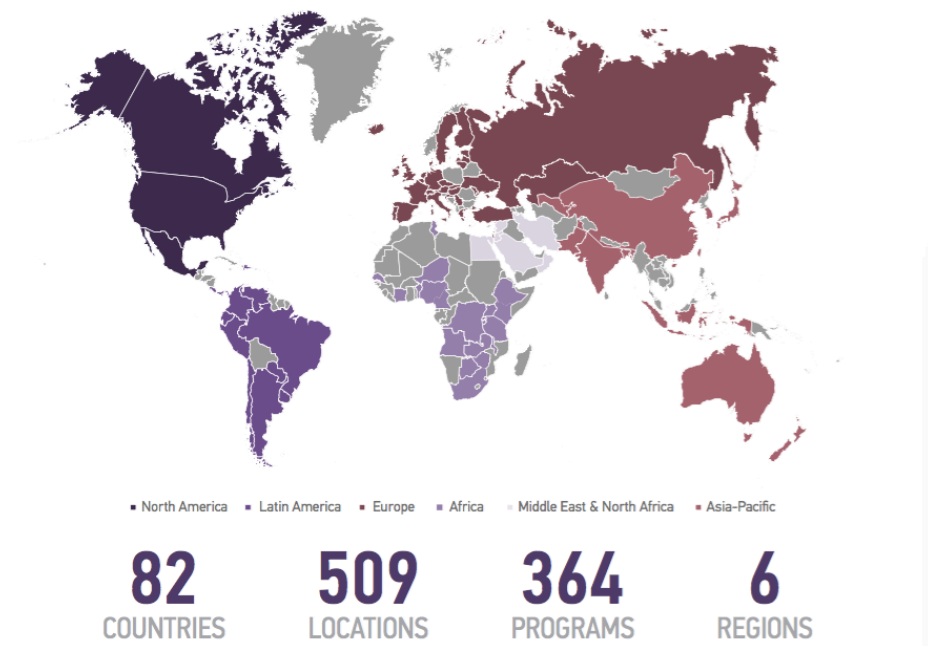 North America Latin America Europe Africa Middle East & North Africa Asia-Pacific
82 509 364 6
COUNTRIES LOCATIONS PROGRAMS REGIONS